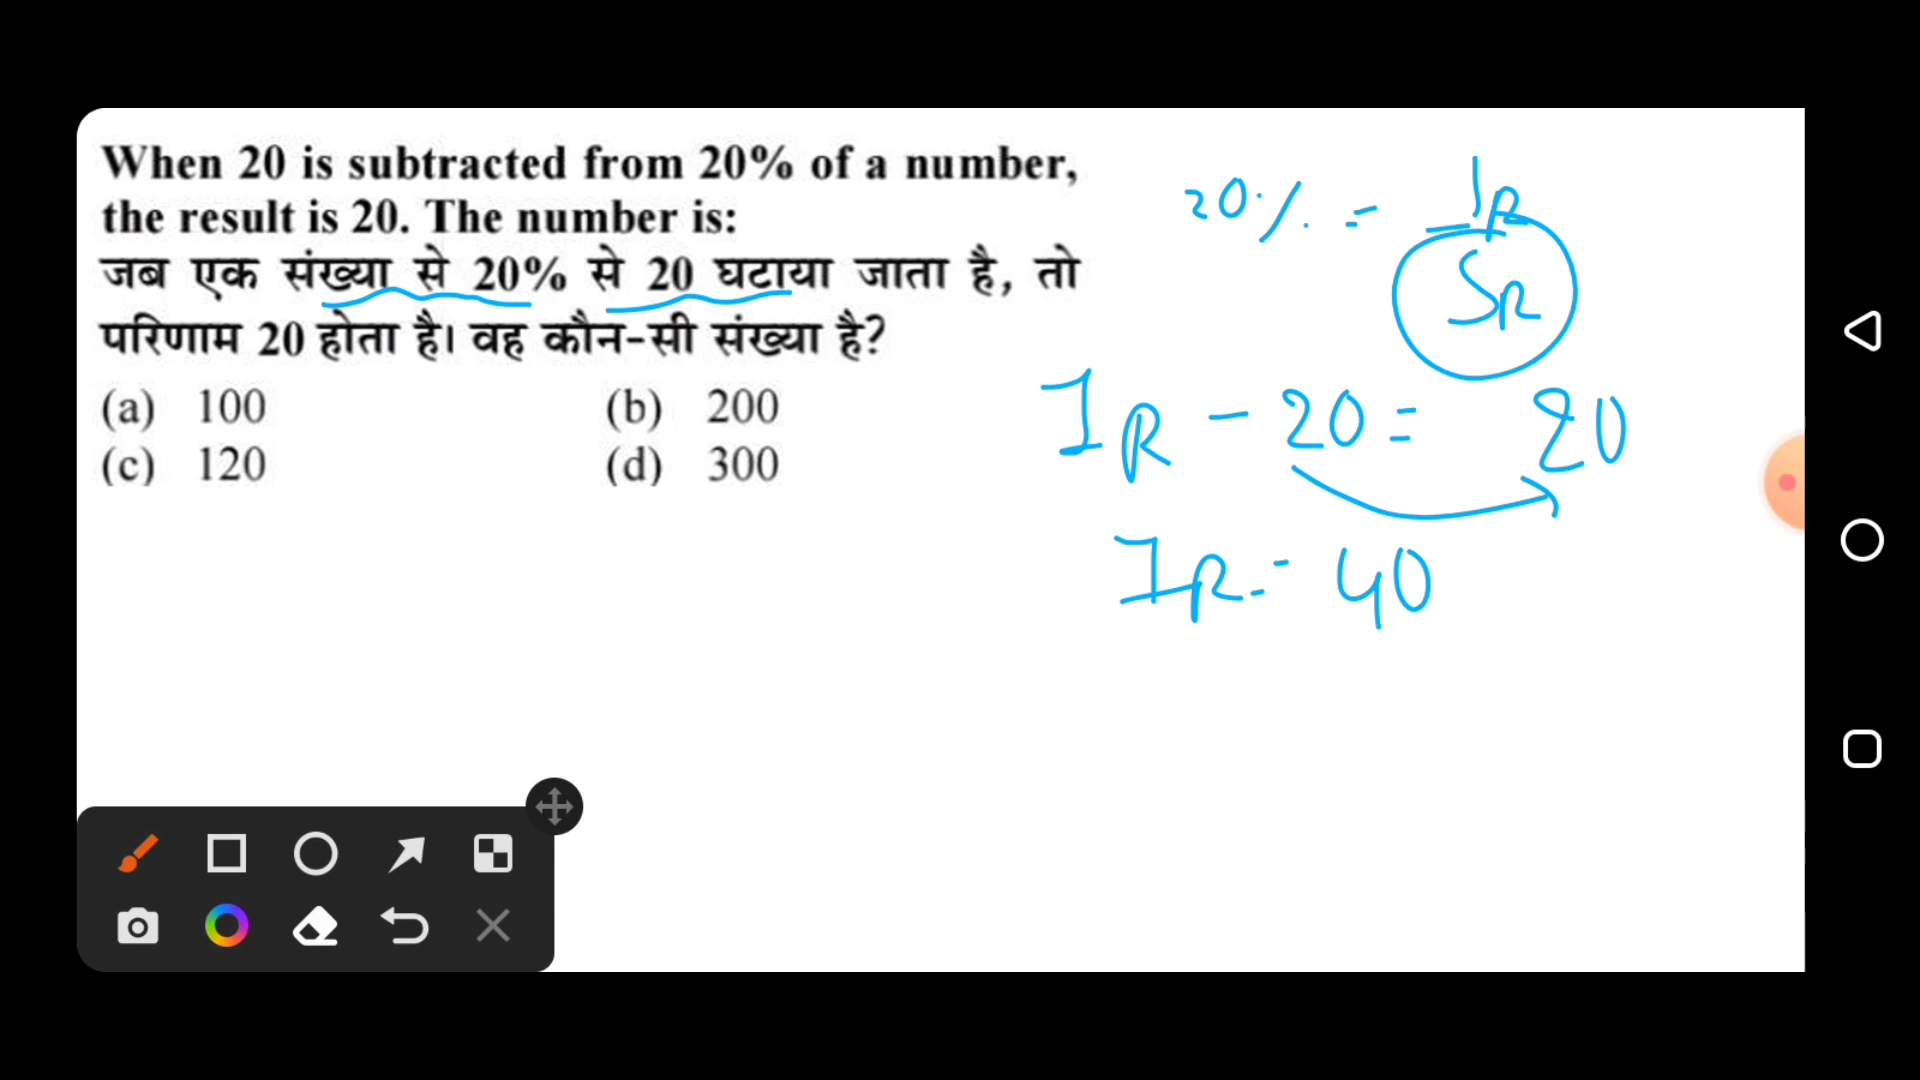 When 20 is subtracted from 20% of a number,
the result is 20. The number is:
जब एक संख्या से 20% से 20 घटाया जाता है, तो
परिणाम 20 होता है। वह कौन-सी संख्या है?
(a) 100 (b) 200
(c) 120 (d) 300
20% = 1R
5R
1R - 20 = 20
1R = 40